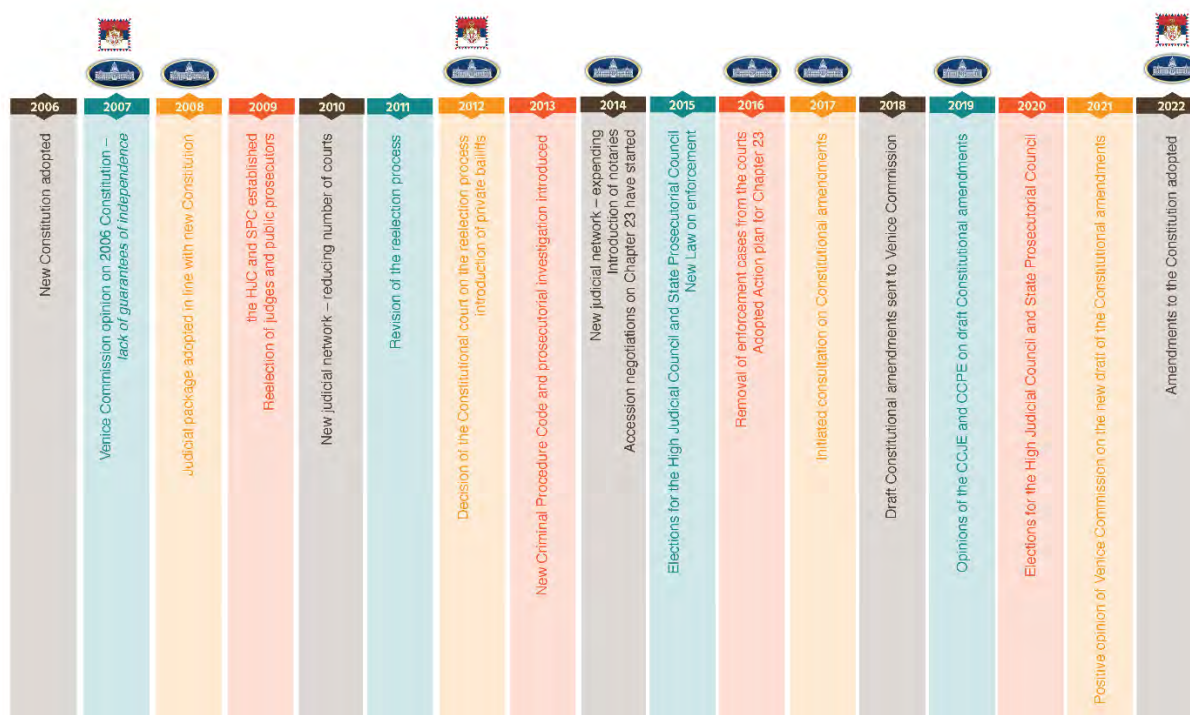 2006
New Constitution adopted
2007
Venice Commission opinion on 2006 Constitution –
lack of guarantees of independence
2008
Judicial package adopted in line with new Constitution
2009
the HJC and SPC established
Reelection of judges and public prosecutors
2010
New judicial network – reducing number of courts
2011
Revision of the reelection process
2012
Decision of the Constitutional court on the reelection process
introduction of private bailiffs
2013
New Criminal Procedure Code and prosecutorial investigation introduced
2014
New judicial network – expending
Introduction of notaries
Accession negotiations on Chapter 23 have started
2015
Elections for the High Judicial Council and State Prosecutorial Council
New Law on enforcement
2016
Removal of enforcement cases from the courts
Adopted Action plan for Chapter 23
2017
Initiated consultation on Constitutional amendments
2018
Draft Constitutional amendments sent to Venice Commission
2019
Opinions of the CCJE and CCPE on draft Constitutional amendments
2020
Elections for the High Judicial Council and State Prosecutorial Council
2021
Positive opinion of Venice Commission on the new draft of the Constitutional amendments
2022
Amendments to the Constitution adopted